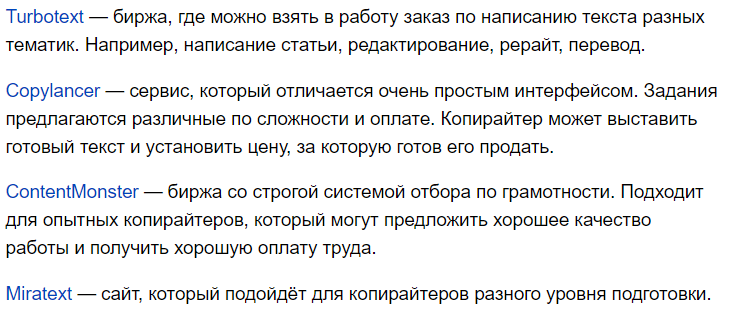 Turbotext — биржа, где можно взять в работу заказ по написанию текста разных
тематик. Например, написание статьи, редактирование, рерайт, перевод.
Copylancer — сервис, который отличается очень простым интерфейсом. Задания
предлагаются различные по сложности и оплате. Копирайтер может выставить
готовый текст и установить цену, за которую готов его продать.
ContentMonster — биржа со строгой системой отбора по грамотности. Подходит
для опытных копирайтеров, который могут предложить хорошее качество
работы и получить хорошую оплату труда.
Miratext — сайт, который подойдёт для копирайтеров разного уровня подготовки.